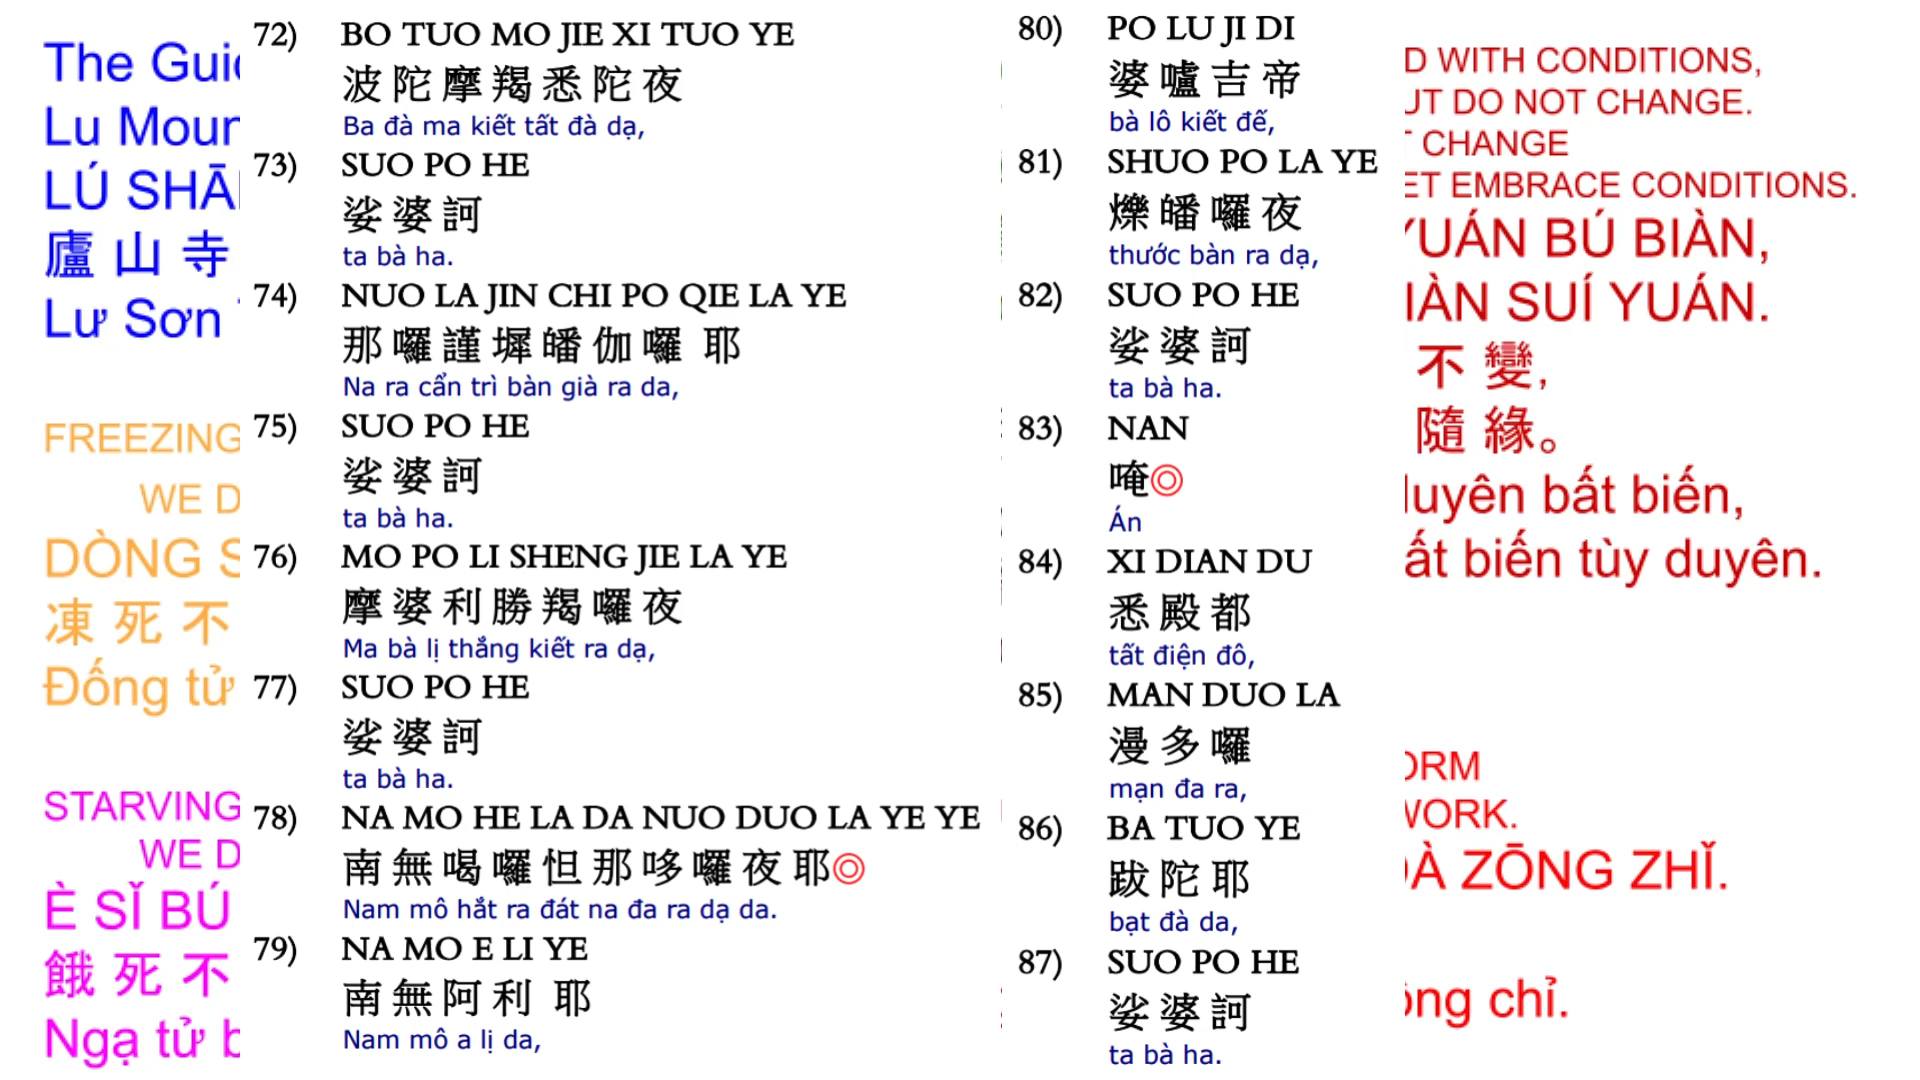 The Gui
Lu Moun
LÚ SHĀ
廬 山 寺
Lư Sơn
FREEZING
WE D
DÒNG S
凍 死 不
Đống tử
STARVING
WE D
È SǏ BÚ
餓 死 不
Ngạ tử b
72) BO TUO MO JIE XI TUO YE
波 陀 摩 羯 悉 陀 夜
Ba đà ma kiết tất đà dạ,
73) SUO PO HE
娑 婆 訶
ta bà ha.
74) NUO LA JIN CHI PO QIE LA YE
那 囉 謹 墀 皤 伽 囉 耶
Na ra cẩn trì bàn già ra da,
75) SUO PO HE
娑 婆 訶
ta bà ha.
76) MO PO LI SHENG JIE LA YE
摩 婆 利 勝 羯 囉 夜
Ma bà lị thắng kiết ra dạ,
77) SUO PO HE
娑 婆 訶
ta bà ha.
78) NA MO HE LA DA NUO DUO LA YE YE
南 無 喝 囉 怛 那 哆 囉 夜 耶◎
Nam mô hắt ra đát na đa ra dạ da.
79) NA MO E LI YE
南 無 阿 利 耶
Nam mô a lị da,
80) PO LU JI DI
婆 嚧 吉 帝
bà lô kiết đế,
81) SHUO PO LA YE
爍 皤 囉 夜
thước bàn ra dạ,
82) SUO PO HE
娑 婆 訶
ta bà ha.
83) NAN
唵◎
Án
84) XI DIAN DU
悉 殿 都
tất điện đô,
85) MAN DUO LA
漫 多 囉
mạn đa ra,
86) BA TUO YE
跋 陀 耶
bạt đà da,
87) SUO PO HE
娑 婆 訶
ta bà ha.
D WITH CONDITIONS,
UT DO NOT CHANGE.
CHANGE
ET EMBRACE CONDITIONS.
YUÁN BÚ BIÀN,
IÀN SUÍ YUÁN.
不 變,
隨 緣。
duyên bất biến,
ất biến tùy duyên.
ORM
WORK.
DÀ ZŌNG ZHǏ.
ông chỉ.